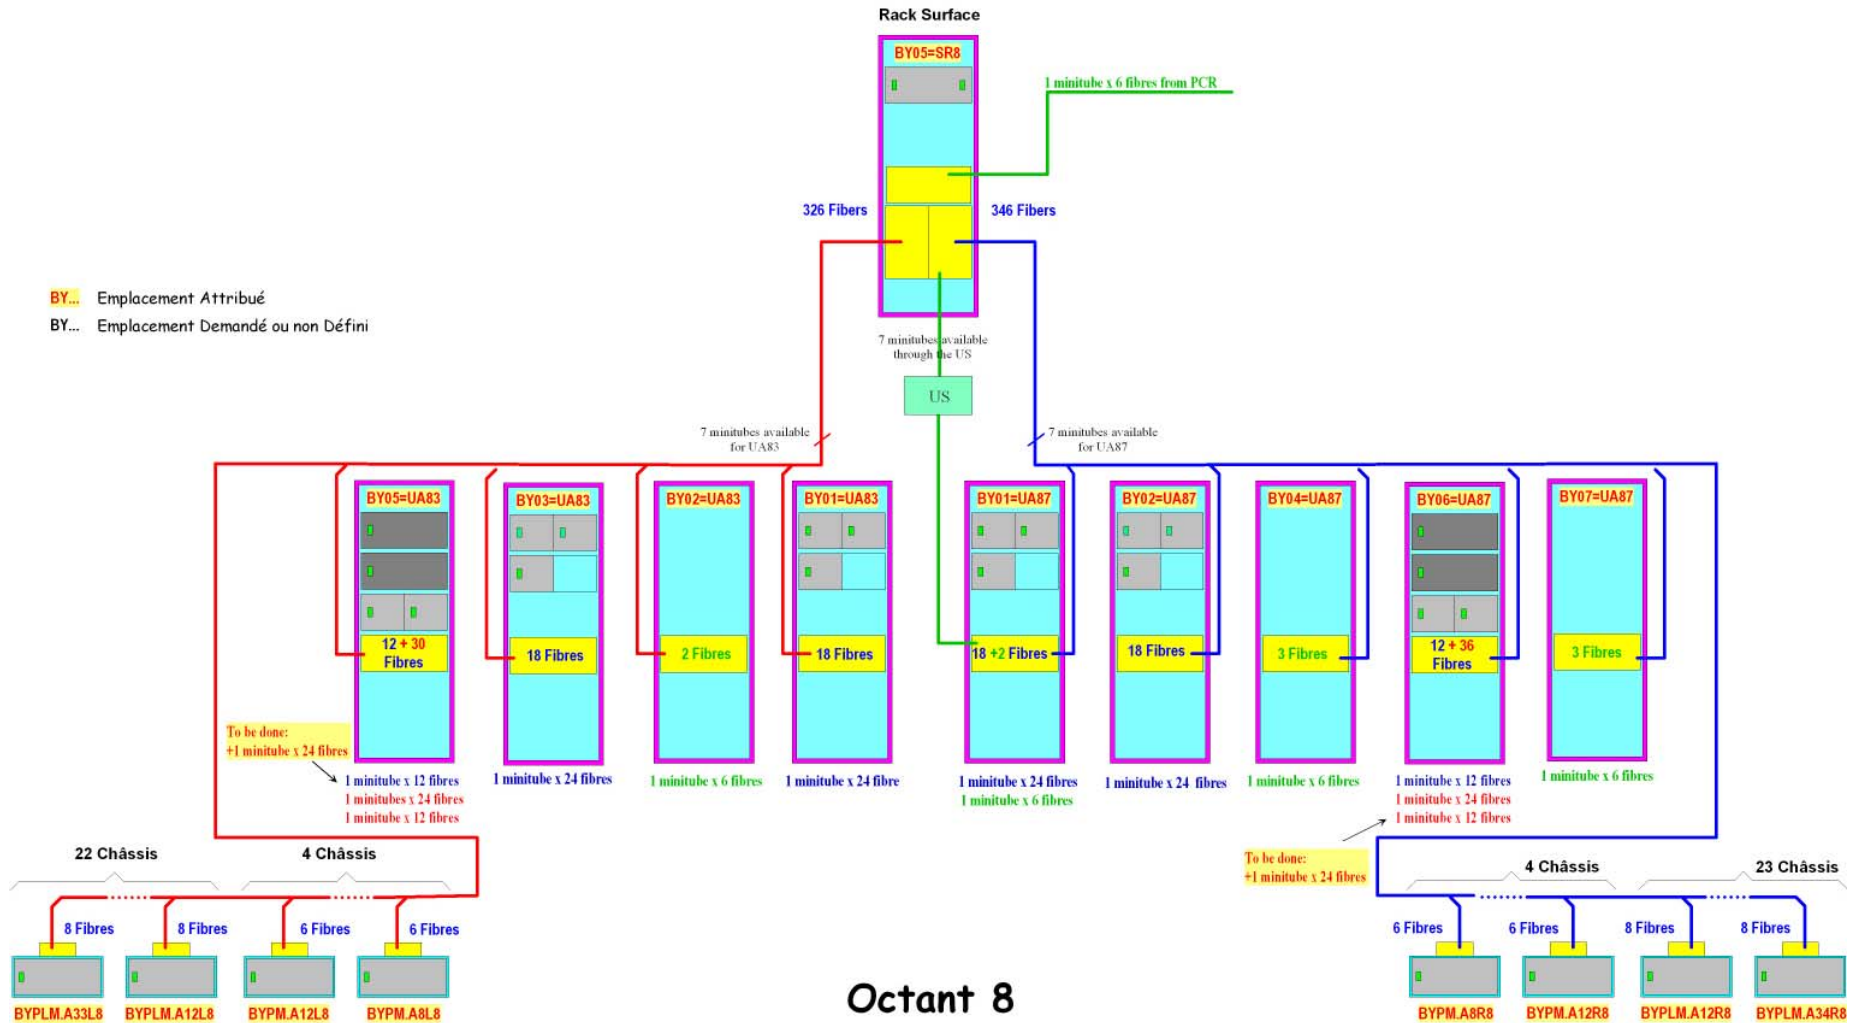 Rack Surface
BY05=SR8
1 minitube x 6 fibres from PCR
326 Fibers
346 Fibers
BY... Emplacement Attribué
BY... Emplacement Demandé ou non Défini
7 minitubes available
through the US
US
7 minitubes available
for UA83
7 minitubes available
for UA87
BY05=UA83
BY03=UA83
BY02=UA83
BY01=UA83
BY01=UA87
BY02=UA87
BY04=UA87
BY06=UA87
BY07=UA87
12 + 30
Fibres
18 Fibres
2 Fibres
18 Fibres
18 +2 Fibres
18 Fibres
3 Fibres
12 + 36
Fibres
3 Fibres
To be done:
+1 minitube x 24 fibres
1 minitube x 12 fibres
1 minitubes x 24 fibres
1 minitube x 12 fibres
1 minitube x 24 fibres
1 minitube x 6 fibres
1 minitube x 24 fibre
1 minitube x 24 fibres
1 minitube x 6 fibres
1 minitube x 24 fibres
1 minitube x 6 fibres
1 minitube x 12 fibres
1 minitube x 24 fibres
1 minitube x 12 fibres
1 minitube x 6 fibres
To be done:
+1 minitube x 24 fibres
22 Châssis
4 Châssis
4 Châssis
23 Châssis
8 Fibres
8 Fibres
6 Fibres
6 Fibres
6 Fibres
6 Fibres
8 Fibres
8 Fibres
BYPLM.A33L8
BYPLM.A12L8
BYPM.A12L8
BYPM.A8L8
Octant 8
BYPM.A8R8
BYPM.A12R8
BYPLM.A12R8
BYPLM.A34R8